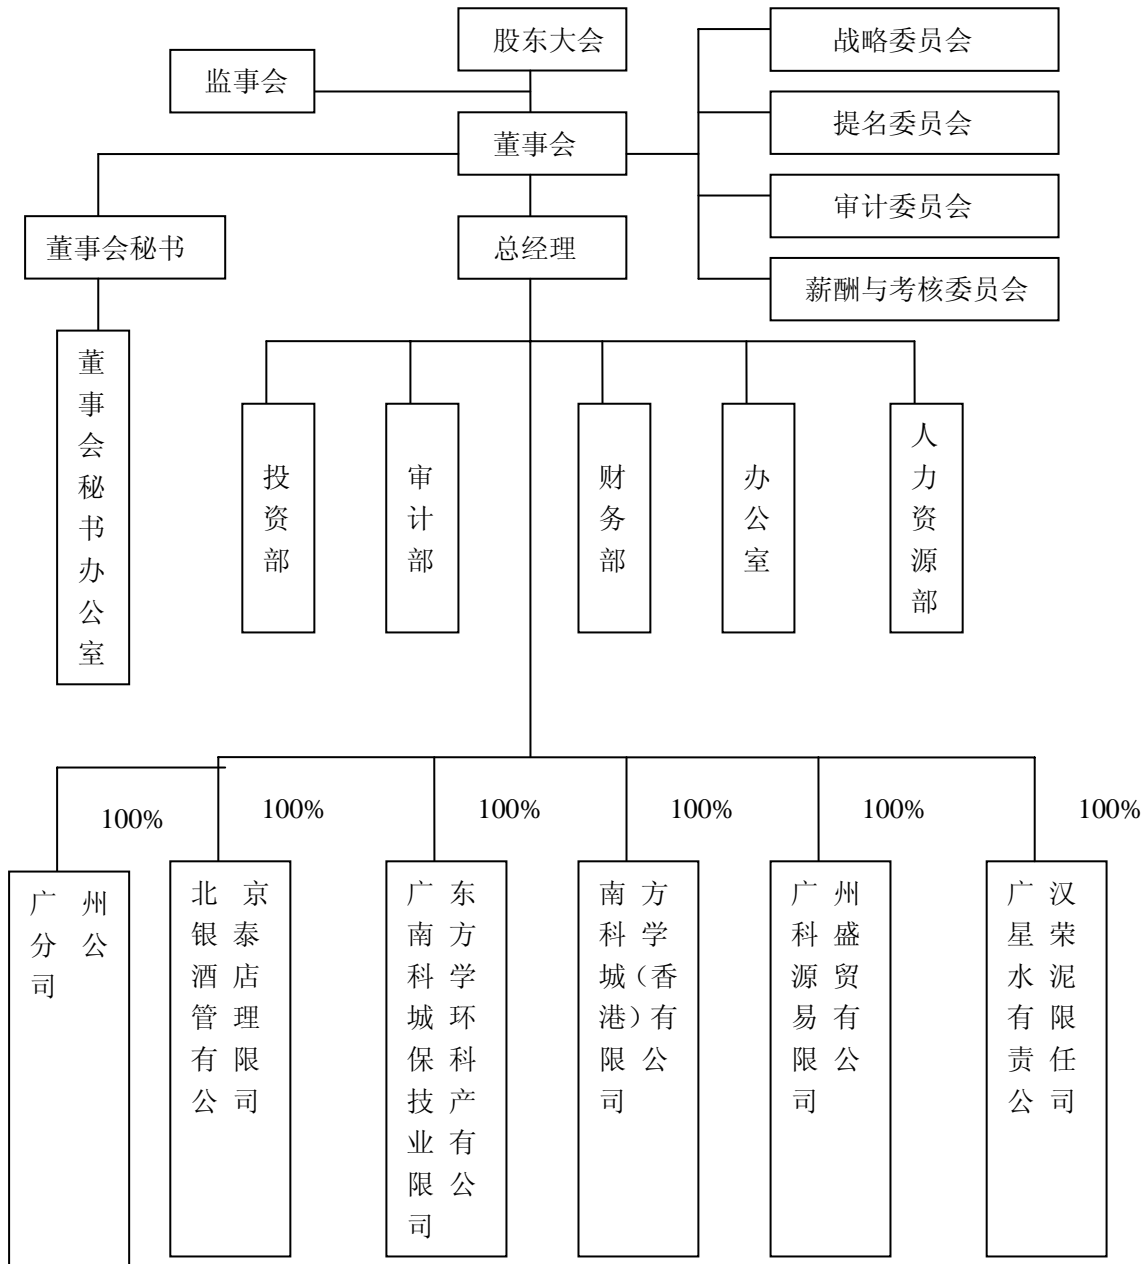 股东大会
战略委员会
监事会
提名委员会
董事会
审计委员会
董事会秘书
总经理
薪酬与考核委员会
董
事
会
秘
书
办
公
室
投
资
部
审
计
部
财
务
部
办
公
室
人
力
资
源
部
100%
100%
100%
100%
100%
100%
广 州
分 公
司
北 京
银 泰
酒 店
管 理
有 限
公 司
广 东
南 方
科 学
城 环
保 科
技 产
业 有
限 公
司
南 方
科 学
城（香
港）有
限 公
司
广 州
科 盛
源 贸
易 有
限 公
司
广 汉
星 荣
水 泥
有 限
责 任
公 司